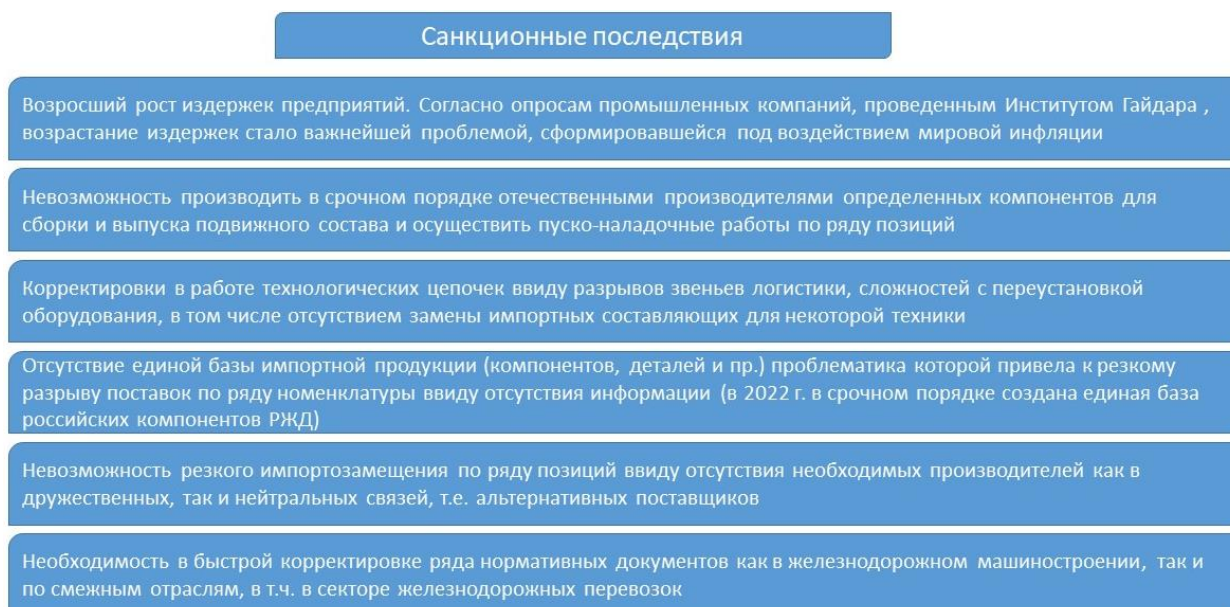 Санкционные последствия
Возросший рост издержек предприятий. Согласно опросам промышленных компаний, проведенным Институтом Гайдара ,
возрастание издержек стало важнейшей проблемой, сформировавшейся под воздействием мировой инфляции
Невозможность производить в срочном порядке отечественными производителями определенных компонентов для
сборки и выпуска подвижного состава и осуществить пуско-наладочные работы по ряду позиций
Корректировки в работе технологических цепочек ввиду разрывов звеньев логистики, сложностей с переустановкой
оборудования, в том числе отсутствием замены импортных составляющих для некоторой техники
Отсутствие единой базы импортной продукции (компонентов, деталей и пр.) проблематика которой привела к резкому
разрыву поставок по ряду номенклатуры ввиду отсутствия информации (в 2022 г. в срочном порядке создана единая база
российских компонентов РЖД)
Невозможность резкого импортозамещения по ряду позиций ввиду отсутствия необходимых производителей как в
дружественных, так и нейтральных связей, т.е. альтернативных поставщиков
Необходимость в быстрой корректировке ряда нормативных документов как в железнодорожном машиностроении, так и
по смежным отраслям, в т.ч. в секторе железнодорожных перевозок